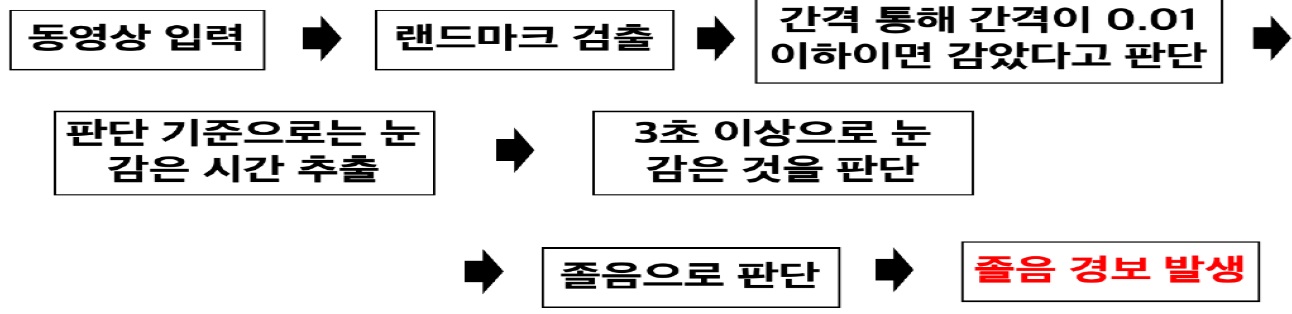 동영상 입력
랜드마크 검출
간격 통해 간격이 0.01
이하이면 감았다고 판단
판단 기준으로는 눈
감은 시간 추출
3초 이상으로 눈
감은 것을 판단
졸음으로 판단
졸음 경보 발생